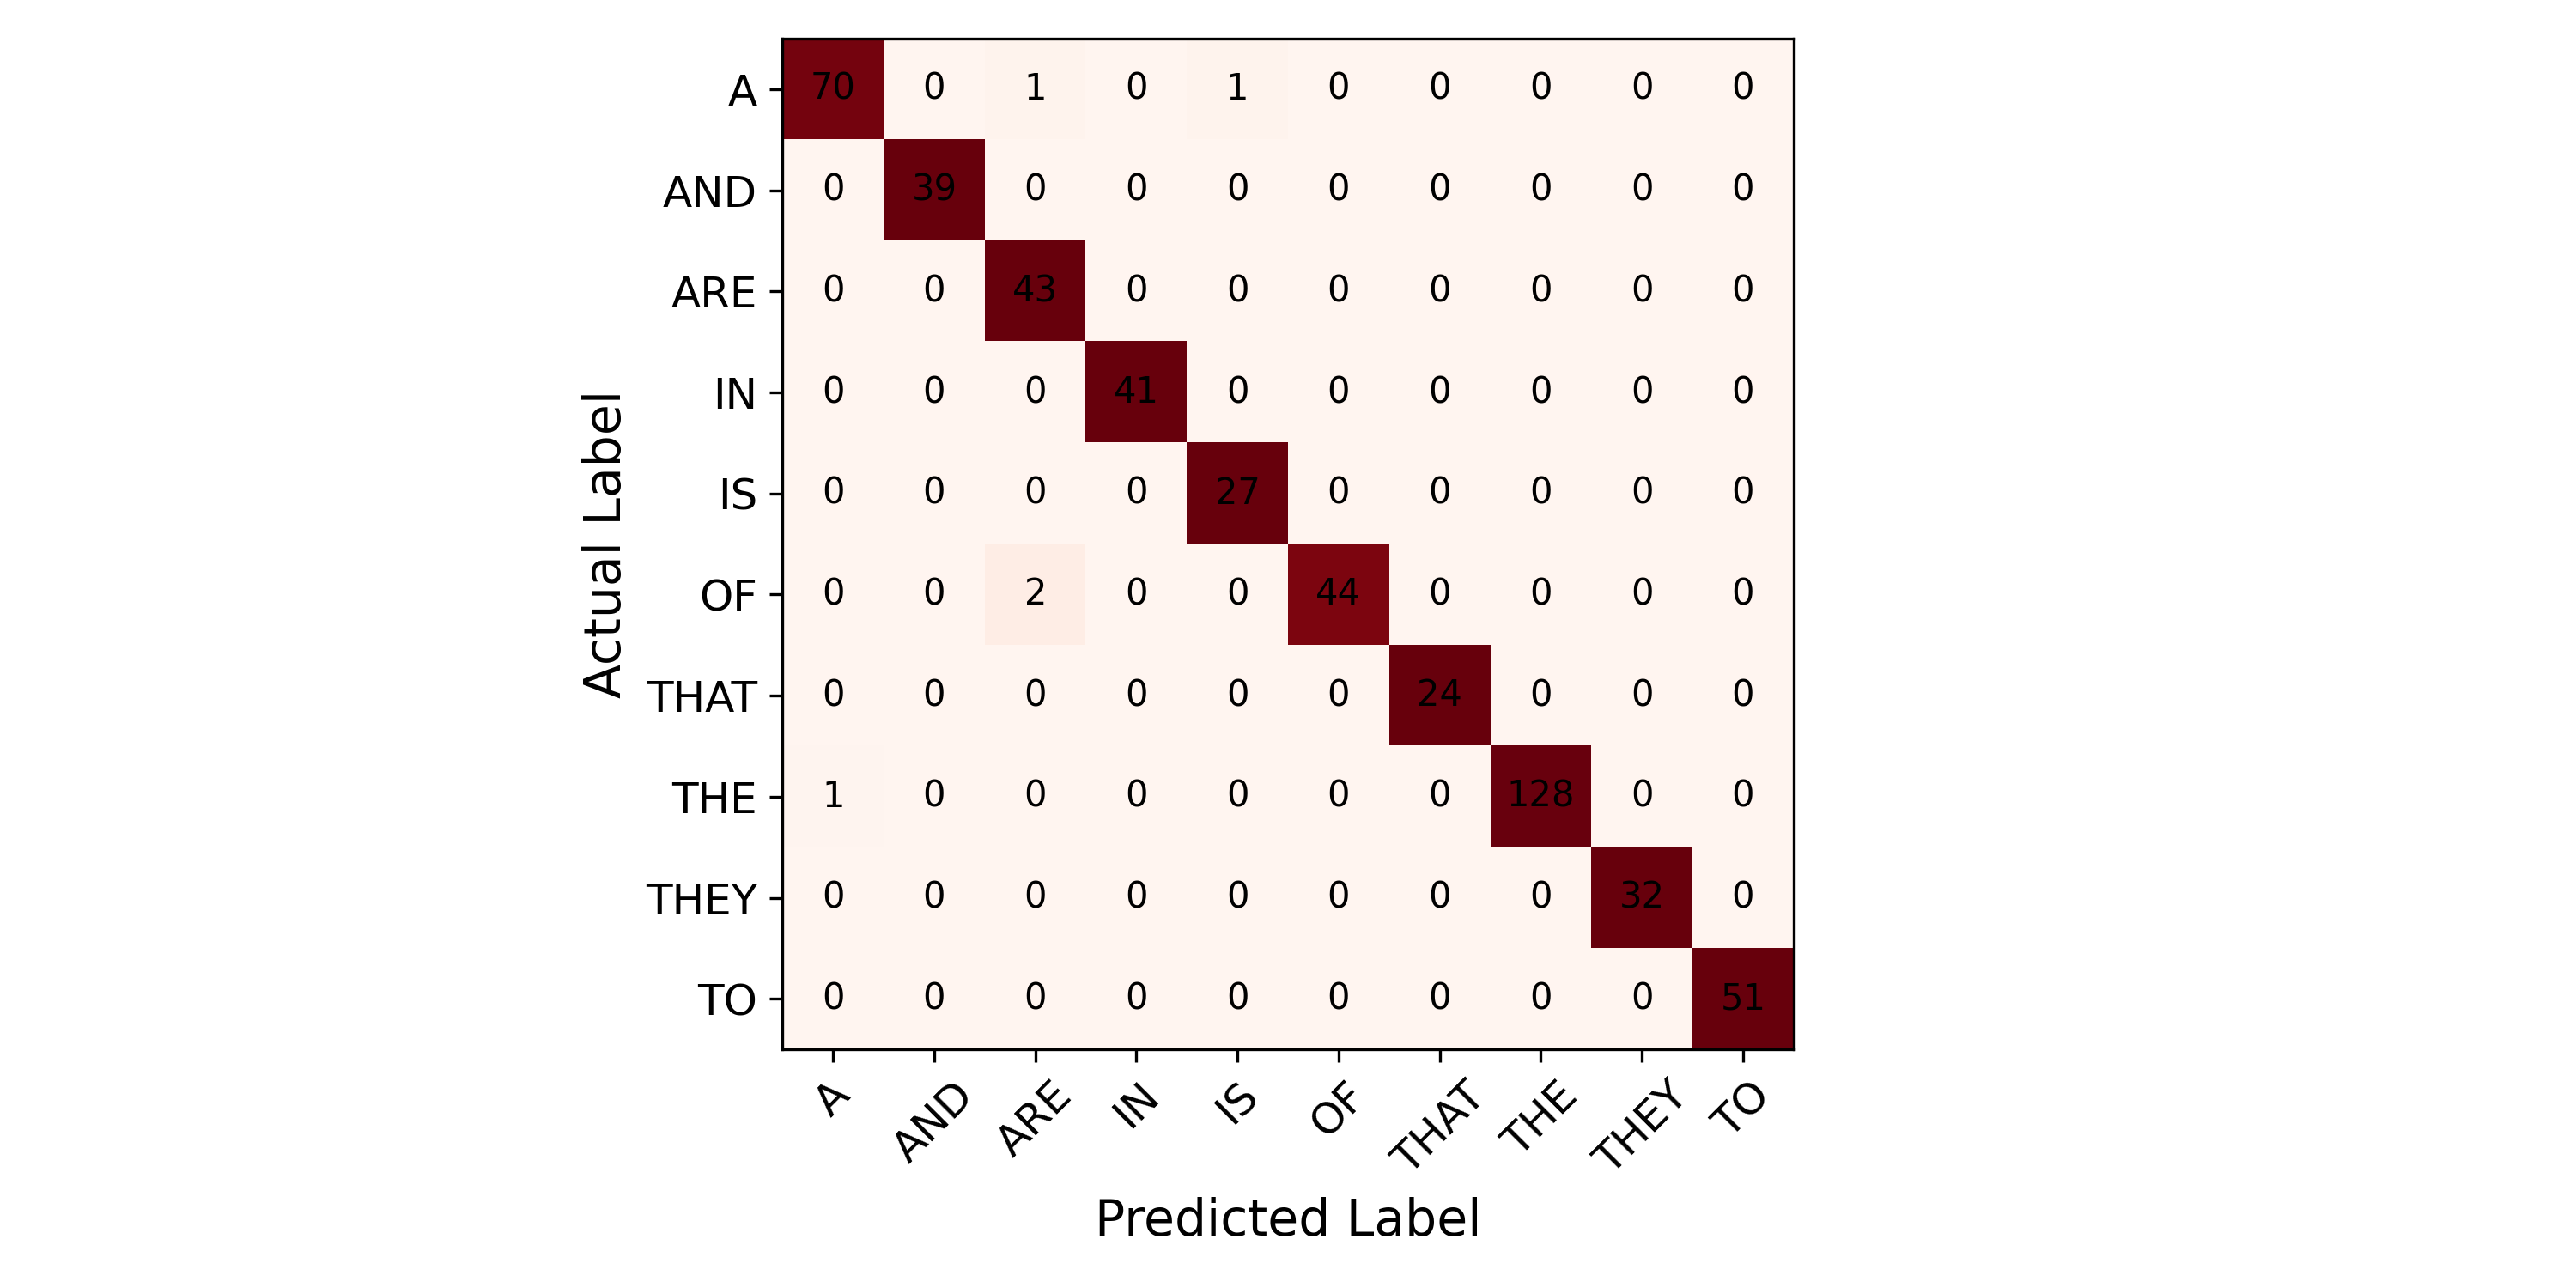 A 70 0 1 0 1 0 0 0 0 0
AND 0 39 0 0 0 0 0 0 0 0
ARE 0 0 43 0 0 0 0 0 0 0
IN 0 0 0 41 0 0 0 0 0 0
IS 0 0 0 0 27 0 0 0 0 0
OF 0 0 2 0 0 44 0 0 0 0
THAT 0 0 0 0 0 0 24 0 0 0
THE 1 0 0 0 0 0 0 128 0 0
THEY 0 0 0 0 0 0 0 0 32 0
TO 0 0 0 0 0 0 0 0 0 51
Actual Label
A AND ARE IN IS OF THAT THE THEY TO
Predicted Label